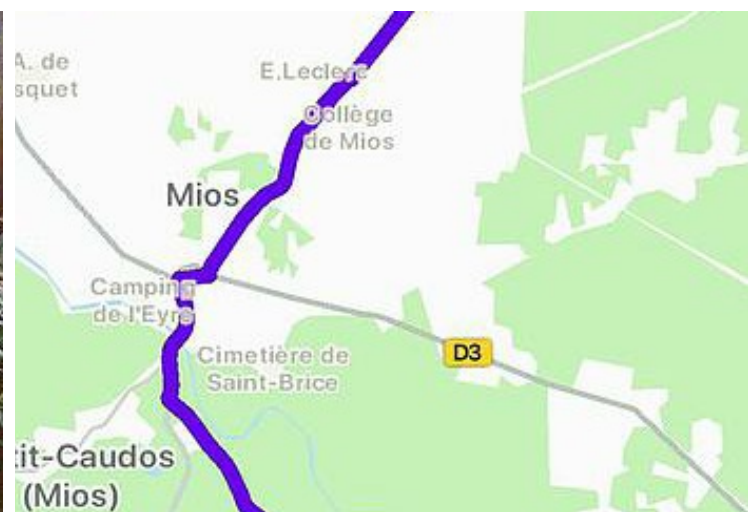 A. de
squet
E.Leclerc
Collège
de Mios
Mios
Camping
de l'Eyre
Cimetière de
Saint-Brice
D3
it-Caudos
(Mios)